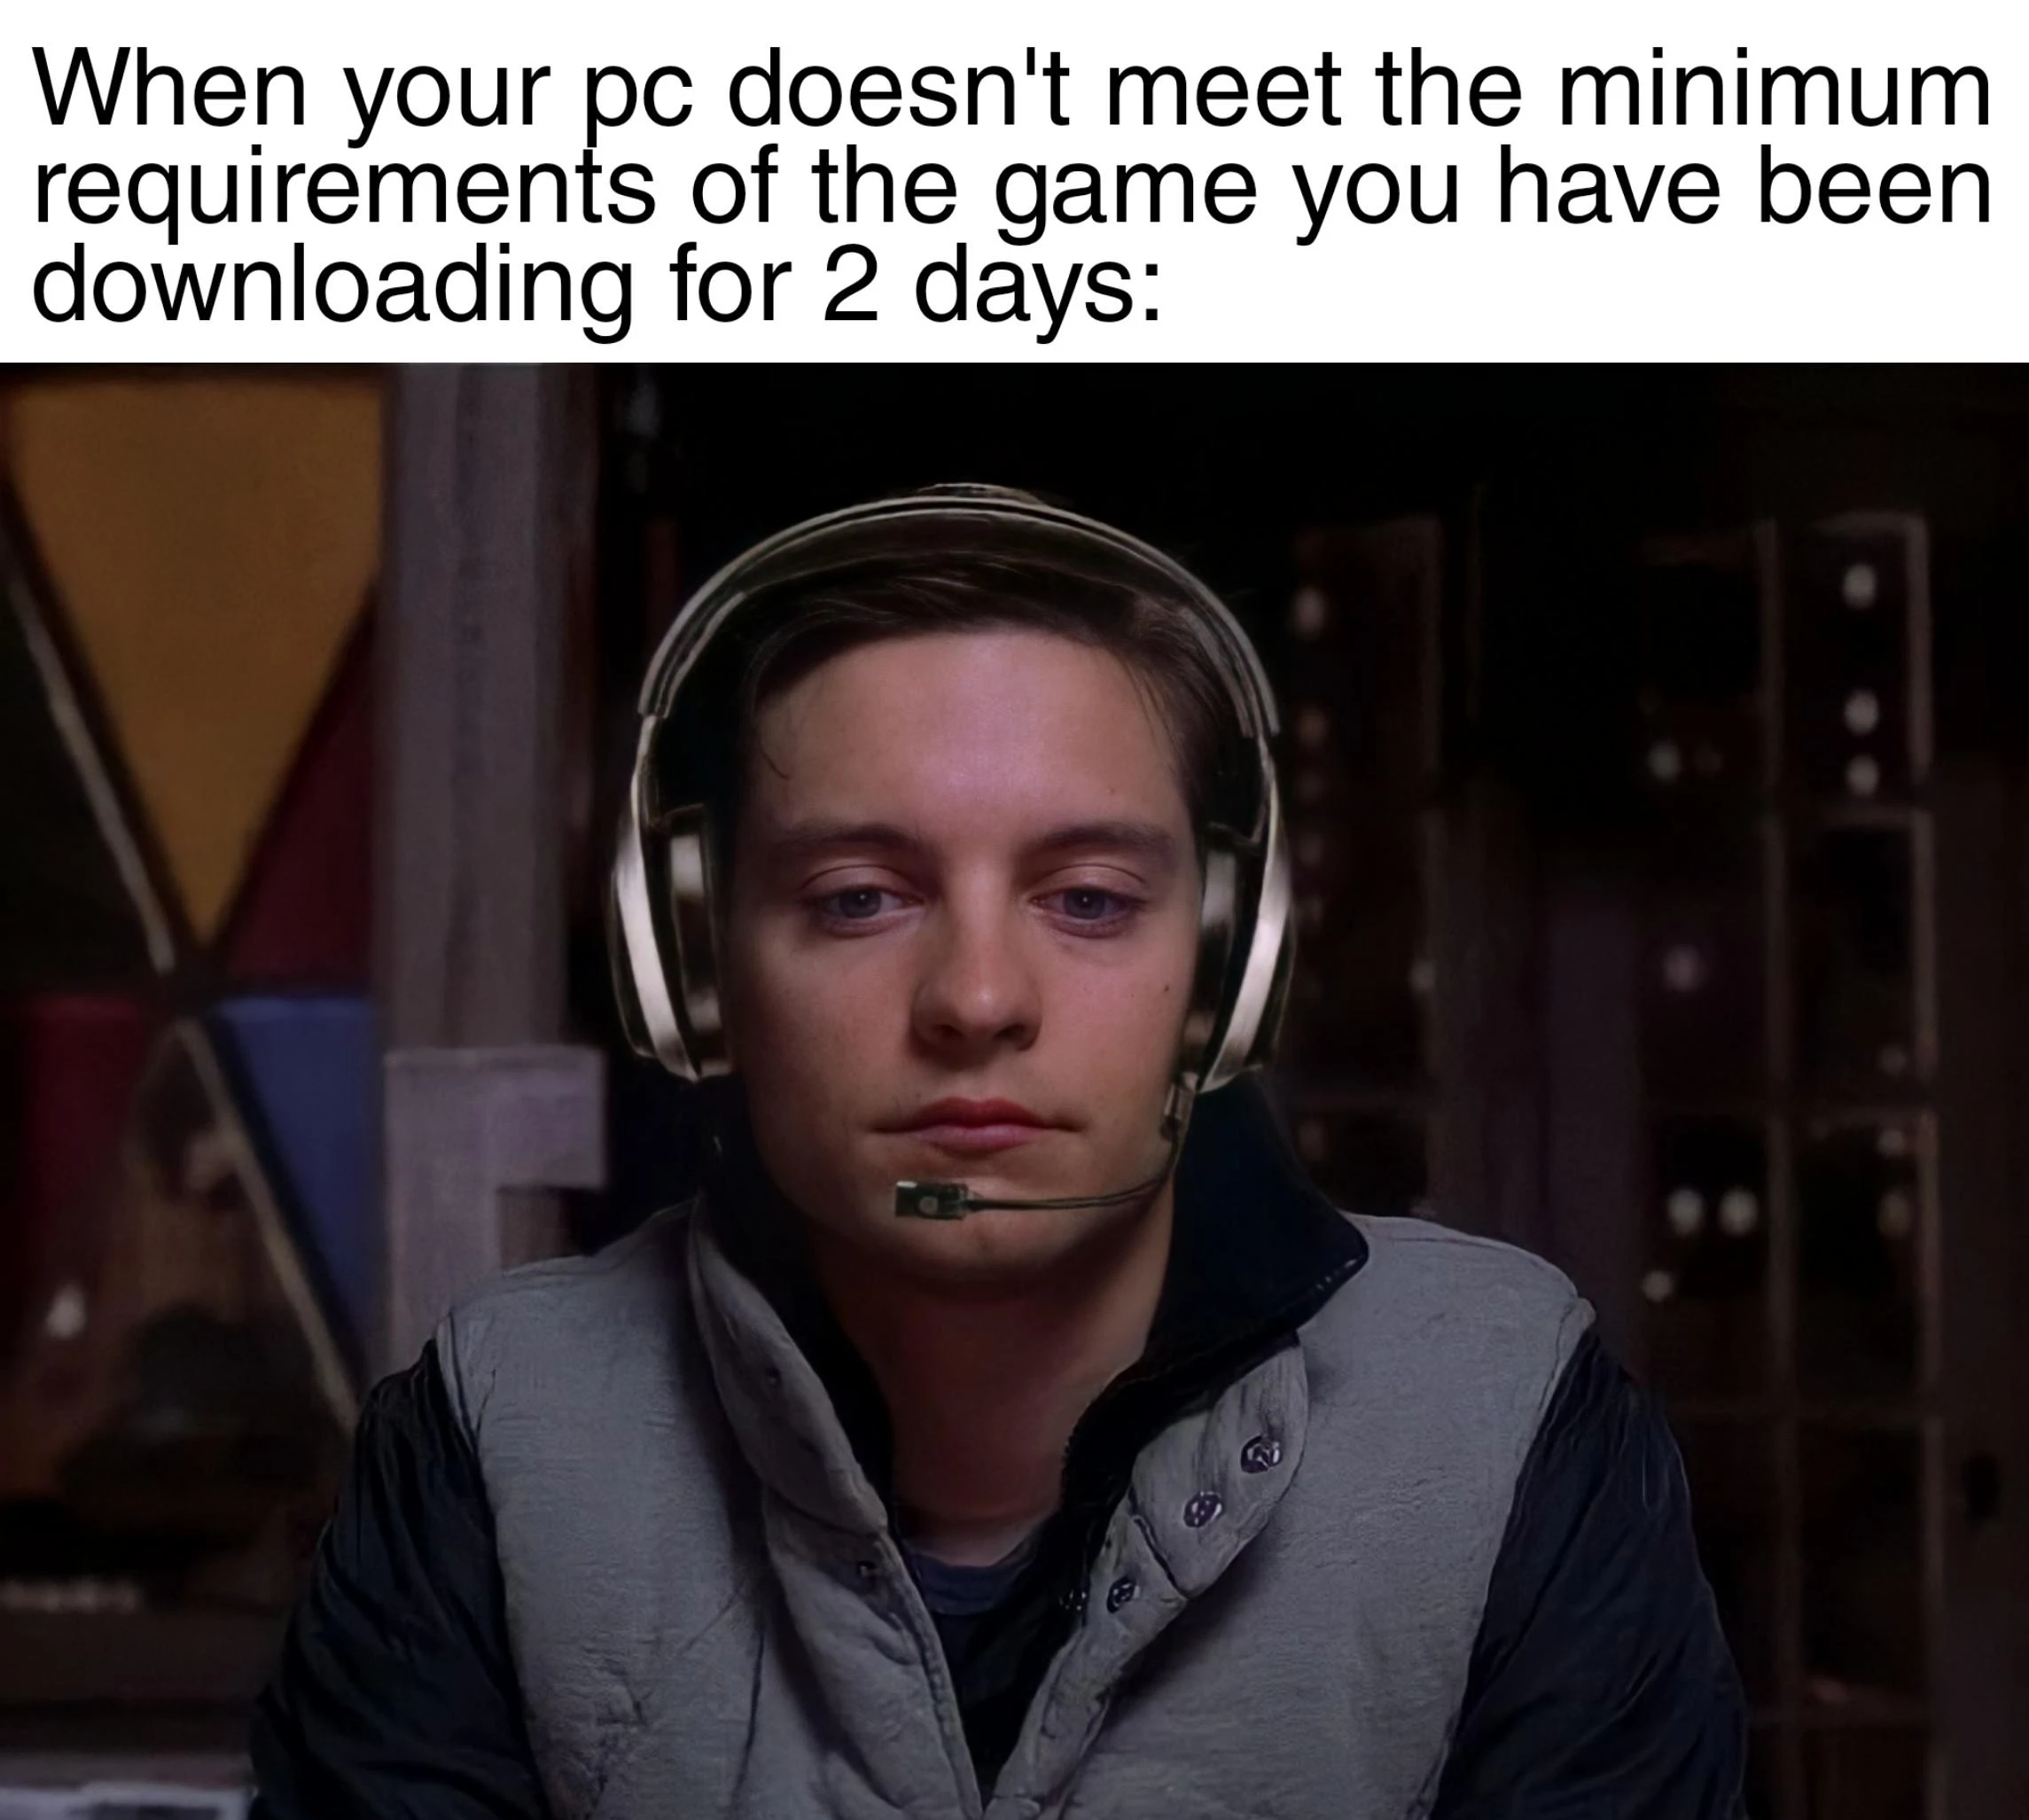 When your pc doesn't meet the minimum
requirements of the game you have been
downloading for 2 days: